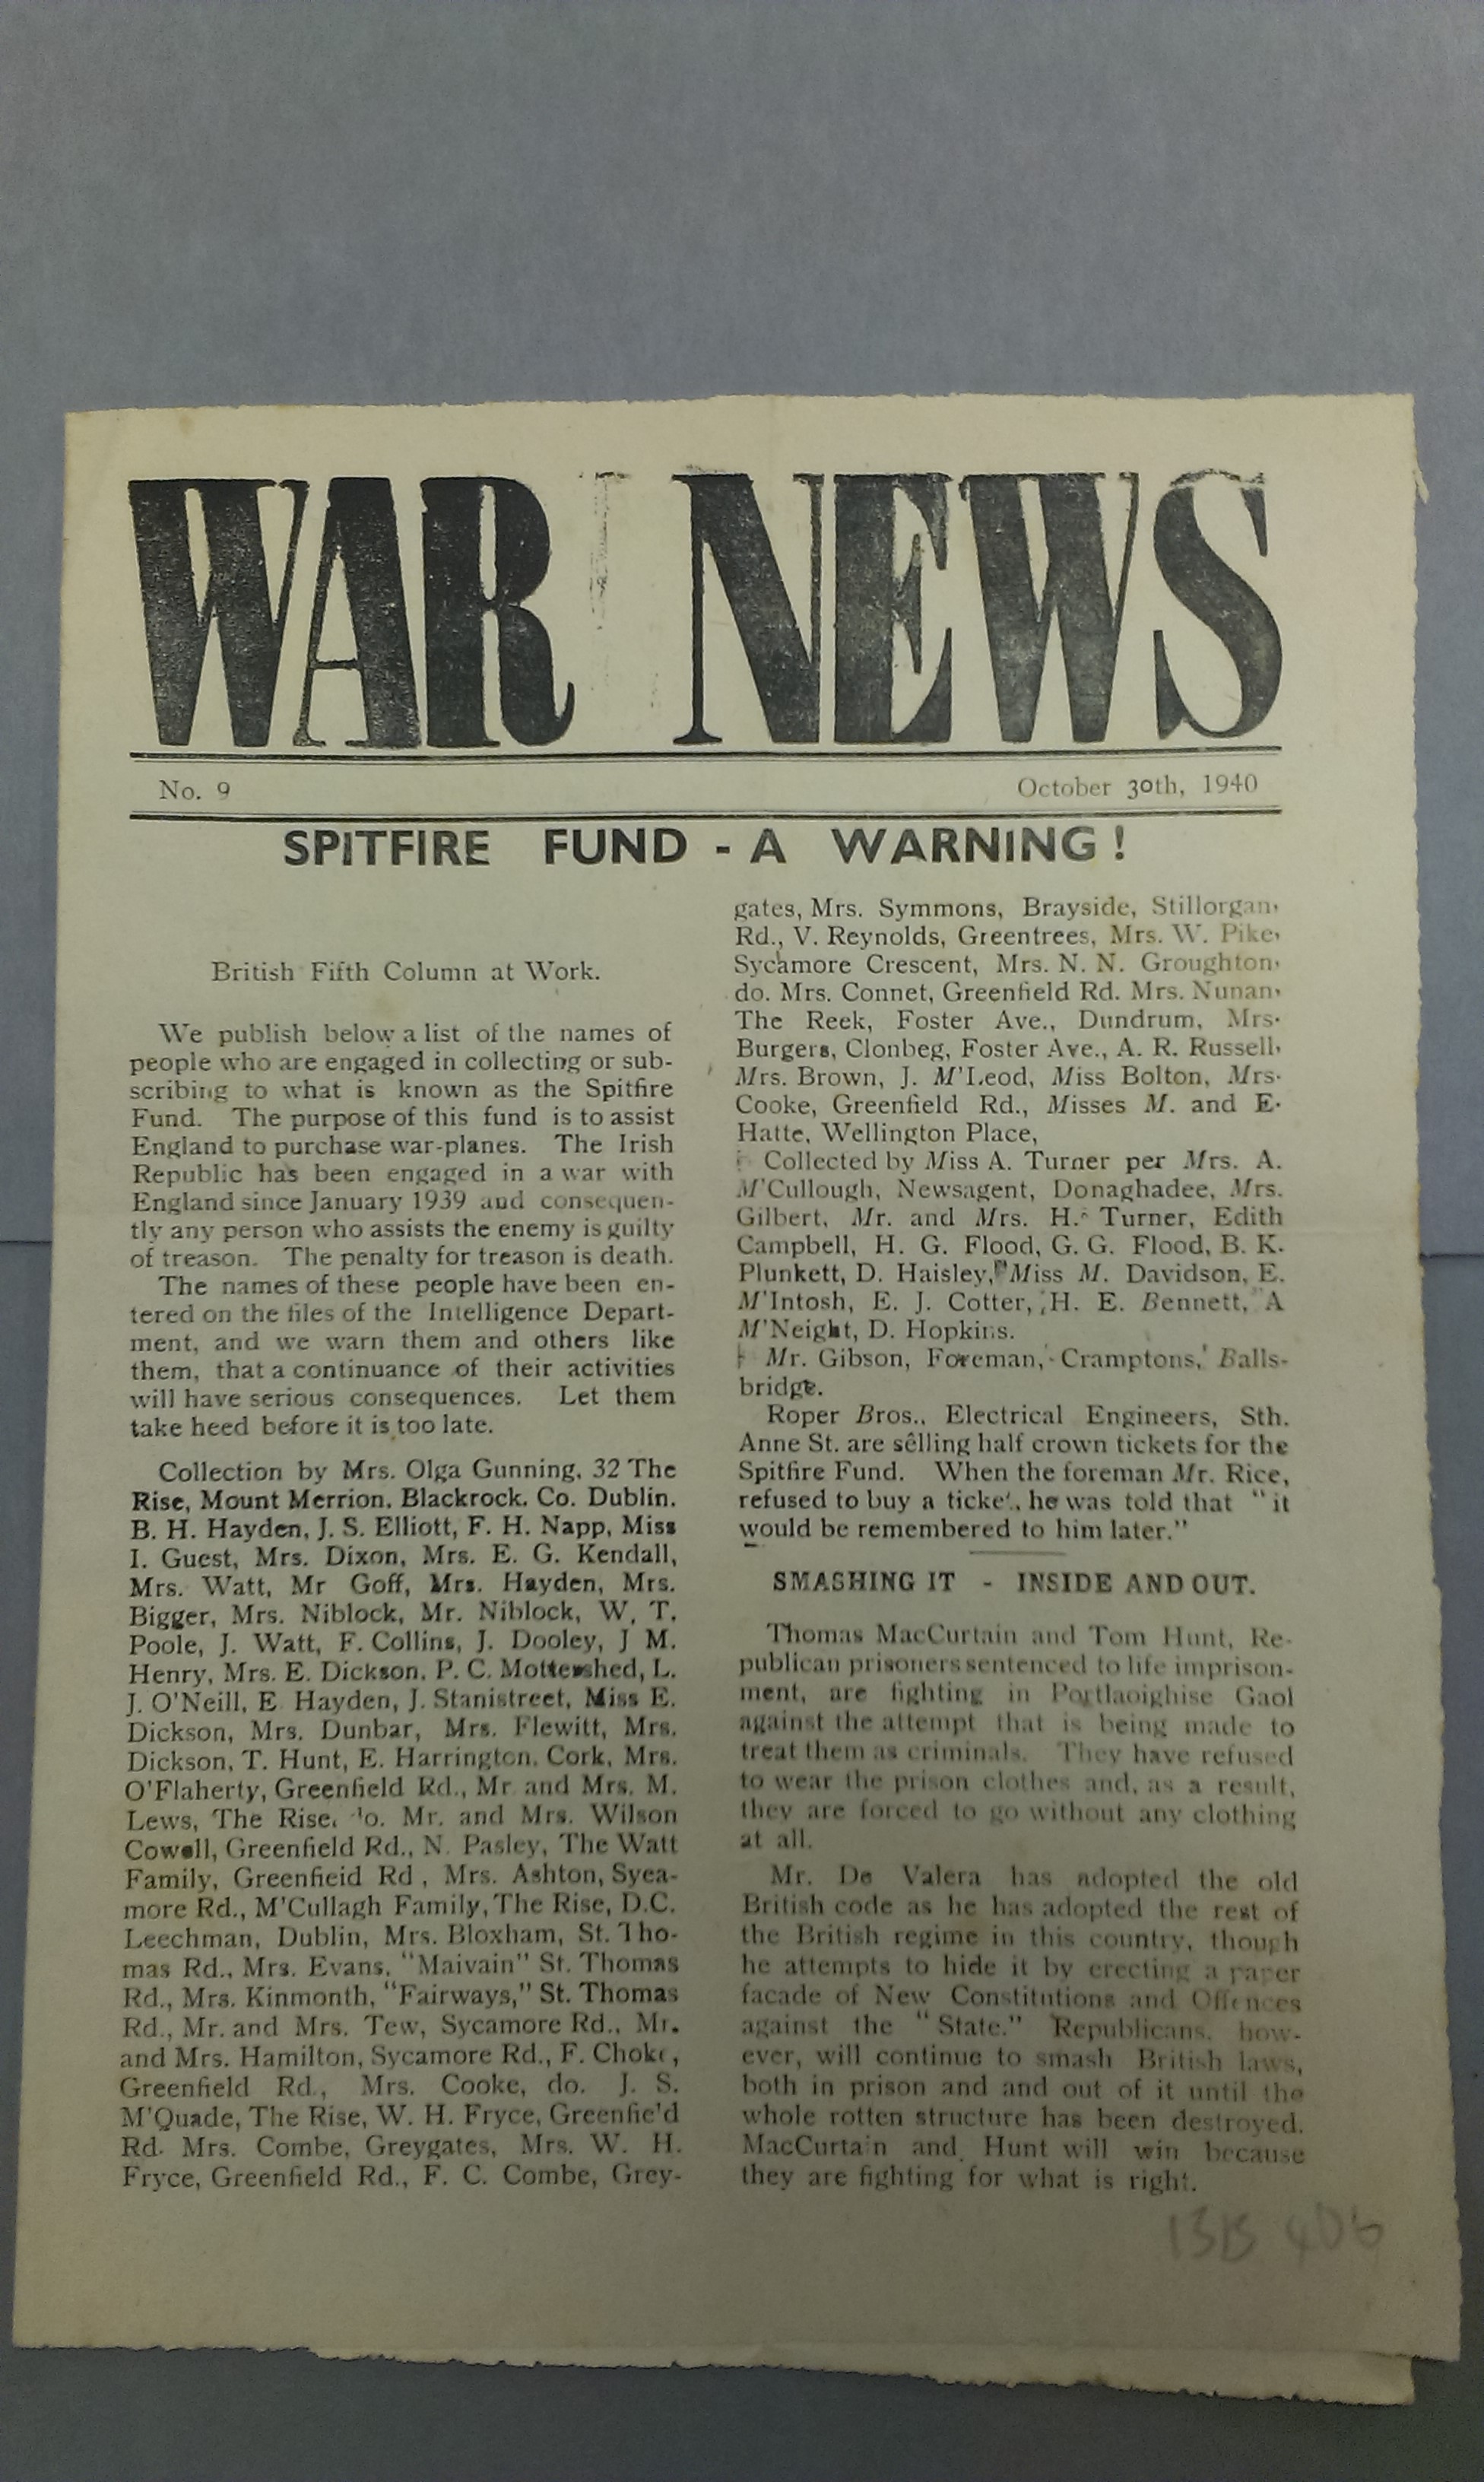 WAR NEWS
No. 9
October 30th, 1940
SPITFIRE FUND - A WARNING!
British Fifth Column at Work.
We publish below a list of the names of
people who are engaged in collecting or sub-
scribing to what is known as the Spitfire
Fund. The purpose of this fund is to assist
England to purchase war-planes. The Irish
Republic has been engaged in a war with
England since January 1939 and consequen-
tly any person who assists the enemy is guilty
of treason. The penalty for treason is death.
The names of these people have been en-
tered on the files of the Intelligence Depart-
ment, and we warn them and others like
them, that a continuance of their activities
will have serious consequences. Let them
take heed before it is too late.
Collection by Mrs. Olga Gunning, 32 The
Rise, Mount Merrion, Blackrock. Co. Dublin.
B. H. Hayden, J. S. Elliott, F. H. Napp, Miss
I. Guest, Mrs. Dixon, Mrs. E. G. Kendall,
Mrs. Watt, Mr Goff, Mrs. Hayden, Mrs.
Bigger, Mrs. Niblock, Mr. Niblock, W. T.
Poole, J. Watt, F. Collins, J. Dooley, J M.
Henry, Mrs. E. Dickson, P. C. Mottershed, L.
J. O'Neill, E Hayden, J. Stanistreet, Miss E.
Dickson, Mrs. Dunbar, Mrs. Flewitt, Mrs.
Dickson, T. Hunt, E. Harrington. Cork, Mrs.
O'Flaherty, Greenfield Rd., Mr and Mrs. M.
Lews, The Rise, do. Mr. and Mrs. Wilson
Cowell, Greenfield Rd., N. Pasley, The Watt
Family, Greenfieid Rd, Mrs. Ashton, Syea-
more Rd., M'Cullagh Family, The Rise, D.C.
Leechman, Dublin, Mrs. Bloxham, St. Tho-
mas Rd., Mrs. Evans, "Maivain" St. Thomas
Rd., Mrs. Kinmonth, "Fairways," St. Thomas
Rd., Mr. and Mrs. Tew, Sycamore Rd., Mr.
and Mrs. Hamilton, Sycamore Rd., F. Choke,
Greenfield Rd., Mrs. Cooke, do. J. S.
M'Quade, The Rise, W. H. Fryce, Greenfie'd
Rd. Mrs. Combe, Greygates, Mrs. W. H.
Fryce, Greenfield Rd., F. C. Combe, Grey-
gates, Mrs. Symmons, Brayside, Stillorgan,
Rd., V. Reynolds, Greentrees, Mrs. W. Pike,
Sycamore Crescent, Mrs. N. N. Groughton,
do. Mrs. Connet, Greenfield Rd. Mrs. Nunan,
The Reek, Foster Ave., Dundrum, Mrs.
Burgers, Clonbeg, Foster Ave., A. R. Russell,
Mrs. Brown, J. M'Leod, Miss Bolton, Mrs.
Cooke, Greenfield Rd., Misses M. and E.
Hatte, Wellington Place,
Collected by Miss A. Turner per Mrs. A.
M'Cullough, Newsagent, Donaghadee, Mrs.
Gilbert, Mr. and Mrs. H. Turner, Edith
Campbell, H. G. Flood, G. G. Flood, B. K.
Plunkett, D. Haisley, Miss M. Davidson, E.
M'Intosh, E. J. Cotter, H. E. Bennett, A
M'Neight, D. Hopkins.
Mr. Gibson, Foreman, Cramptons, Balls-
bridge.
Roper Bros., Electrical Engineers, Sth.
Anne St. are selling half crown tickets for the
Spitfire Fund. When the foreman Mr. Rice,
refused to buy a ticket, he was told that "it
would be remembered to him later."
SMASHING IT - INSIDE AND OUT.
Thomas MacCurtain and Tom Hunt, Re-
publican prisoners sentenced to life imprison-
ment, are fighting in Portlaoighise Gaol
against the attempt that is being made to
treat them as criminals. They have refused
to wear the prison clothes and, as a result,
they are forced to go without any clothing
at all.
Mr. De Valera has adopted the old
British code as he has adopted the rest of
the British regime in this country, though
he attempts to hide it by erecting a paper
facade of New Constitutions and Offences
against the "State." Republicans, how-
ever, will continue to smash British laws,
both in prison and and out of it until the
whole rotten structure has been destroyed.
MacCurtain and Hunt will win because
they are fighting for what is right.
13B 406